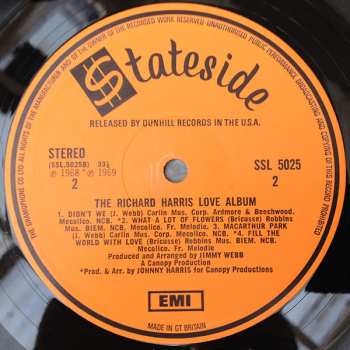 ALL RIGHTS OF THE MANUFACTURER AND OF THE OWNER OF THE RECORDED WORK RESERVED-UNAUTHORISED PUBLIC PERFORMANCE, BROADCASTING AND COPYING OF THIS RECORD PROHIBITED
THE GRAMOPHONE CO LTD
Stateside
RELEASED BY DUNHILL RECORDS IN THE U.S.A.
STEREO
(SSL.5025B) 33⅓
℗ 1968 *℗ 1969
2
SSL 5025
2
THE RICHARD HARRIS LOVE ALBUM
1. DIDN'T WE (J. Webb) Carlin Mus. Corp. Ardmore & Beechwood.
Mecolico. NCB. *2. WHAT A LOT OF FLOWERS (Bricusse) Robbins
Mus. BIEM. NCB. Fr. Melodie. 3. MACARTHUR PARK
(J. Webb) Carlin Mus. Corp. Mecolico. NCB. *4. FILL THE
WORLD WITH LOVE (Bricusse) Robbins Mus. BIEM. NCB.
Mecolico. Fr. Melodie
Produced and Arranged by JIMMY WEBB
A Canopy Production
*Prod. & Arr. by JOHNNY HARRIS for Canopy Productions
EMI
MADE IN GT BRITAIN